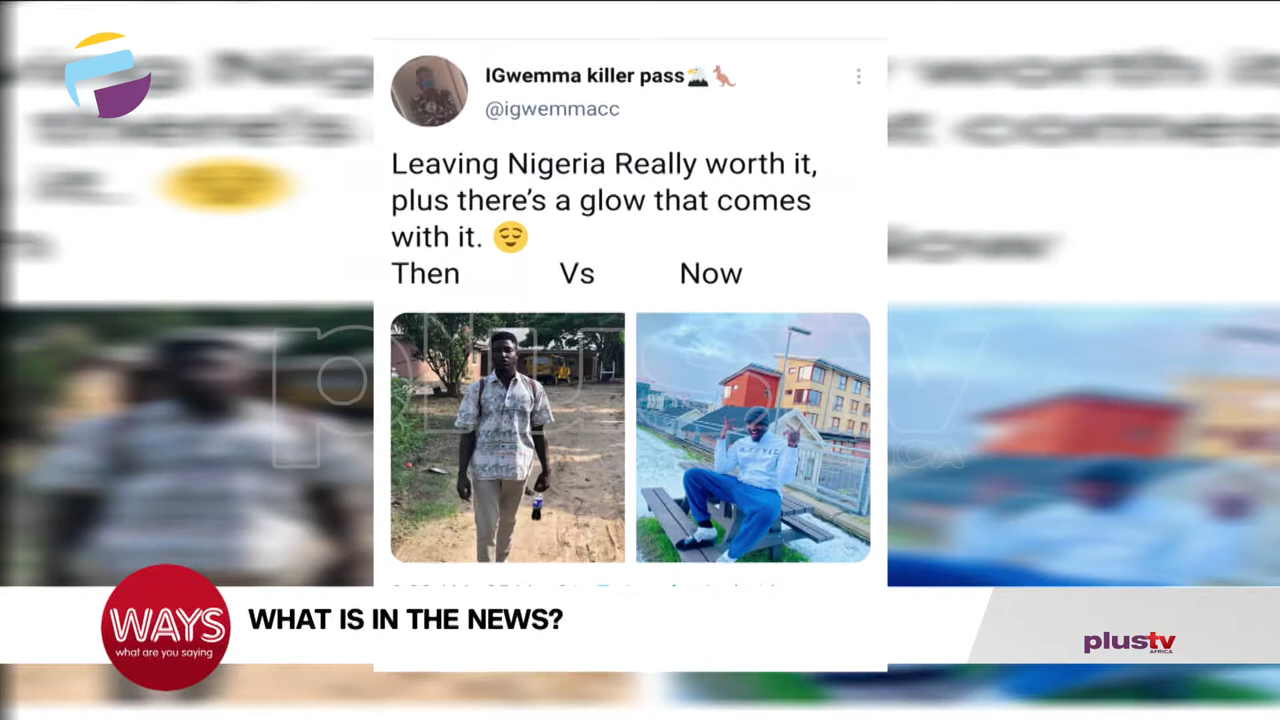 IGwemma killer pass🦅🦘
@igwemmacc
Leaving Nigeria Really worth it,
plus there's a glow that comes
with it. 😌
Then Vs Now
WAYS
what are you saying
WHAT IS IN THE NEWS?
plustv
AFRICA